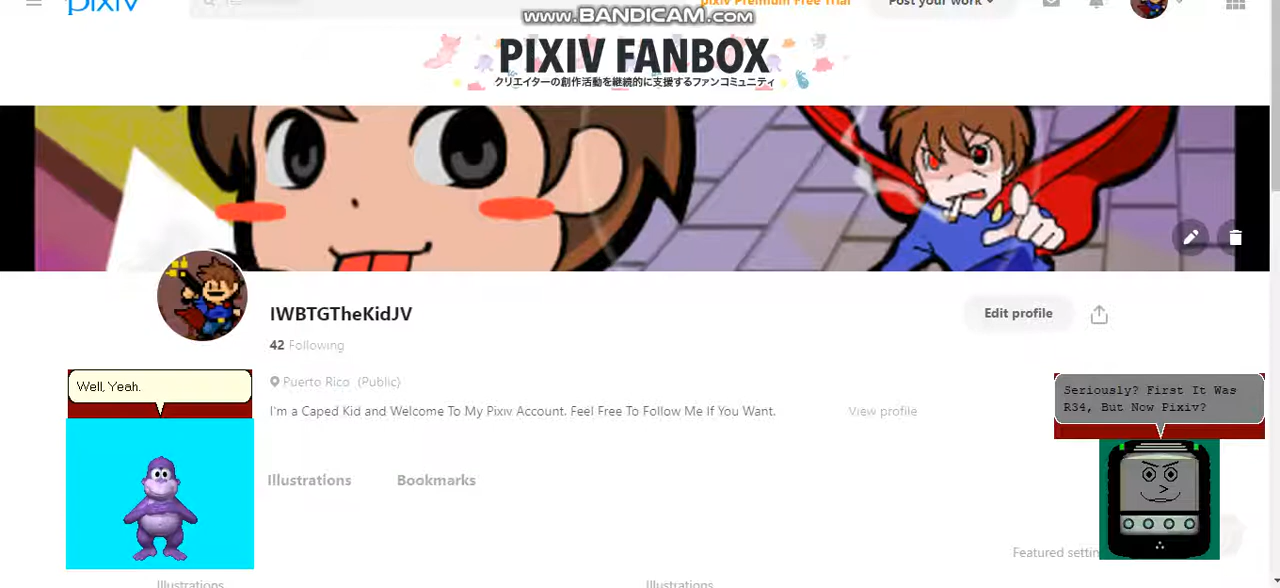 pixiv
pixiv Premium Free Trial
Post your work
www.BANDICAM.com
PIXIV FANBOX
クリエイターの創作活動を継続的に支援するファンコミュニティ
IWBTGTheKidJV
Edit profile
42 Following
Puerto Rico (Public)
I'm a Caped Kid and Welcome To My Pixiv Account. Feel Free To Follow Me If You Want.
View profile
Well, Yeah.
Seriously? First It Was
R34, But Now Pixiv?
Illustrations
Bookmarks
Featured settin
Illustrations
Illustrations